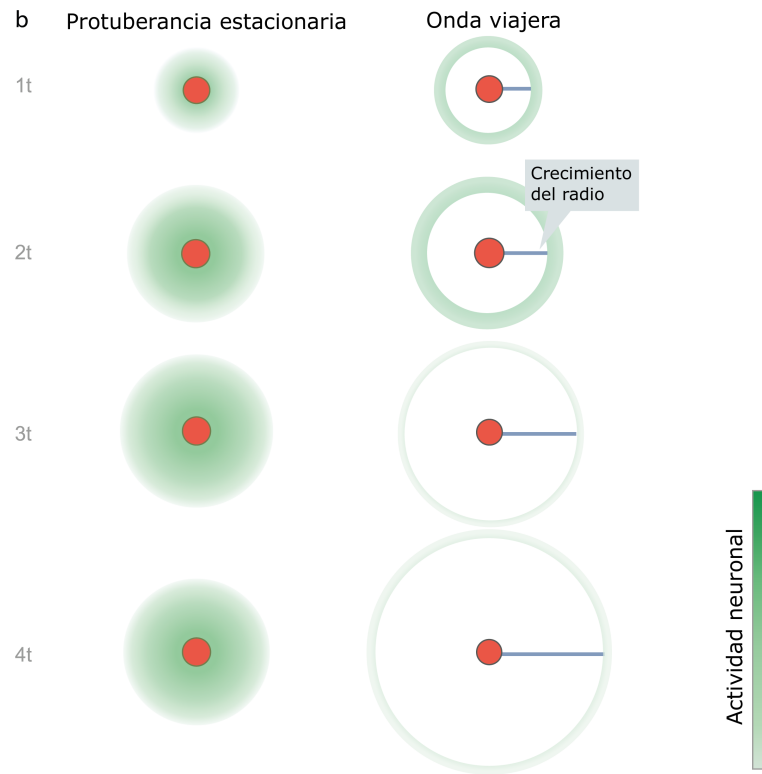 b
Protuberancia estacionaria
Onda viajera
1t
Crecimiento
del radio
2t
3t
4t
Actividad neuronal